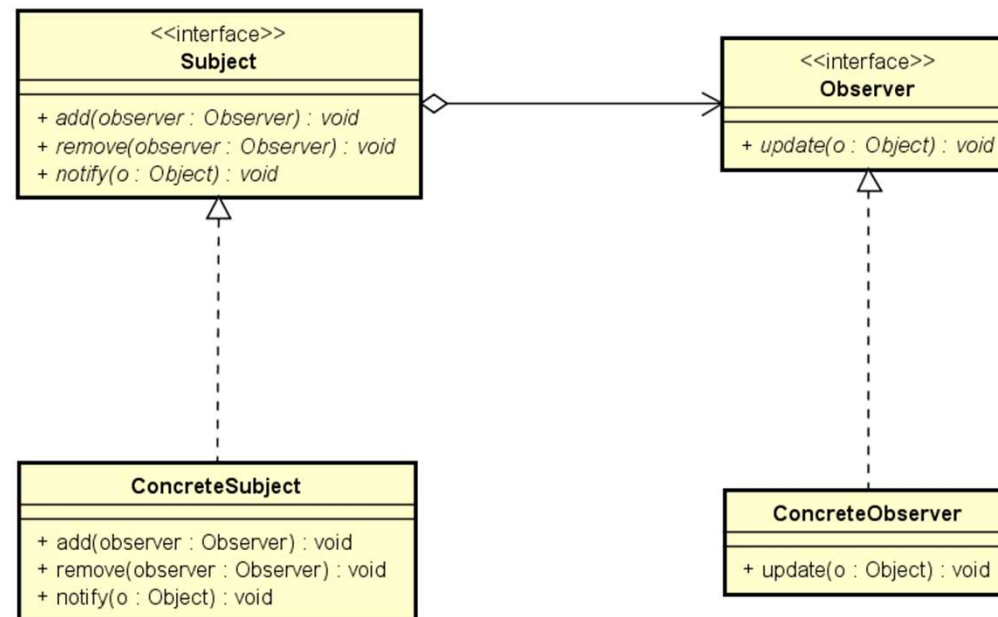 <<interface>>
Subject
+ add(observer : Observer) : void
+ remove(observer : Observer) : void
+ notify(o : Object) : void
<<interface>>
Observer
+ update(o : Object) : void
ConcreteSubject
+ add(observer : Observer) : void
+ remove(observer : Observer) : void
+ notify(o : Object) : void
ConcreteObserver
+ update(o : Object) : void